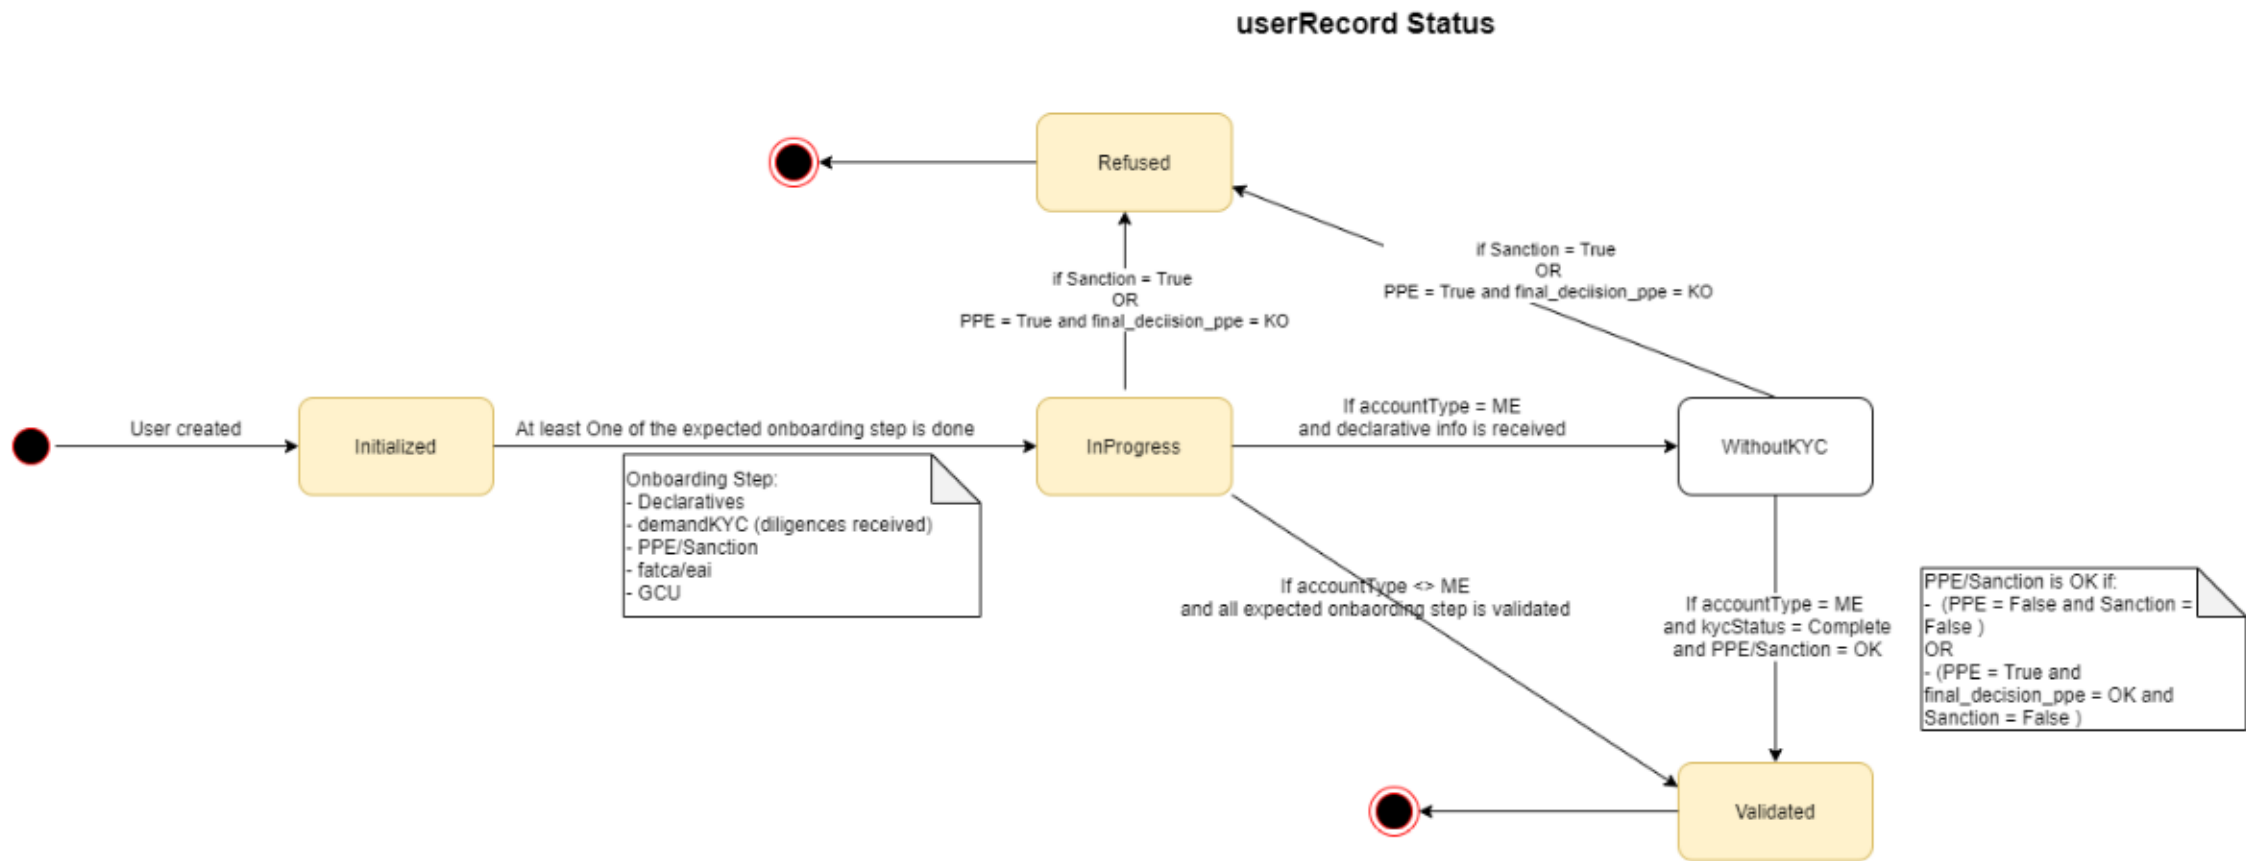 userRecord Status
Refused
if Sanction = True
OR
PPE = True and final_deciision_ppe = KO
if Sanction = True
OR
PPE = True and final_deciision_ppe = KO
User created
Initialized
At least One of the expected onboarding step is done
Onboarding Step:
- Declaratives
- demandKYC (diligences received)
- PPE/Sanction
- fatca/eai
- GCU
InProgress
If accountType = ME
and declarative info is received
WithoutKYC
If accountType <> ME
and all expected onbaording step is validated
If accountType = ME
and kycStatus = Complete
and PPE/Sanction = OK
PPE/Sanction is OK if:
- (PPE = False and Sanction =
False )
OR
- (PPE = True and
final_decision_ppe = OK and
Sanction = False )
Validated